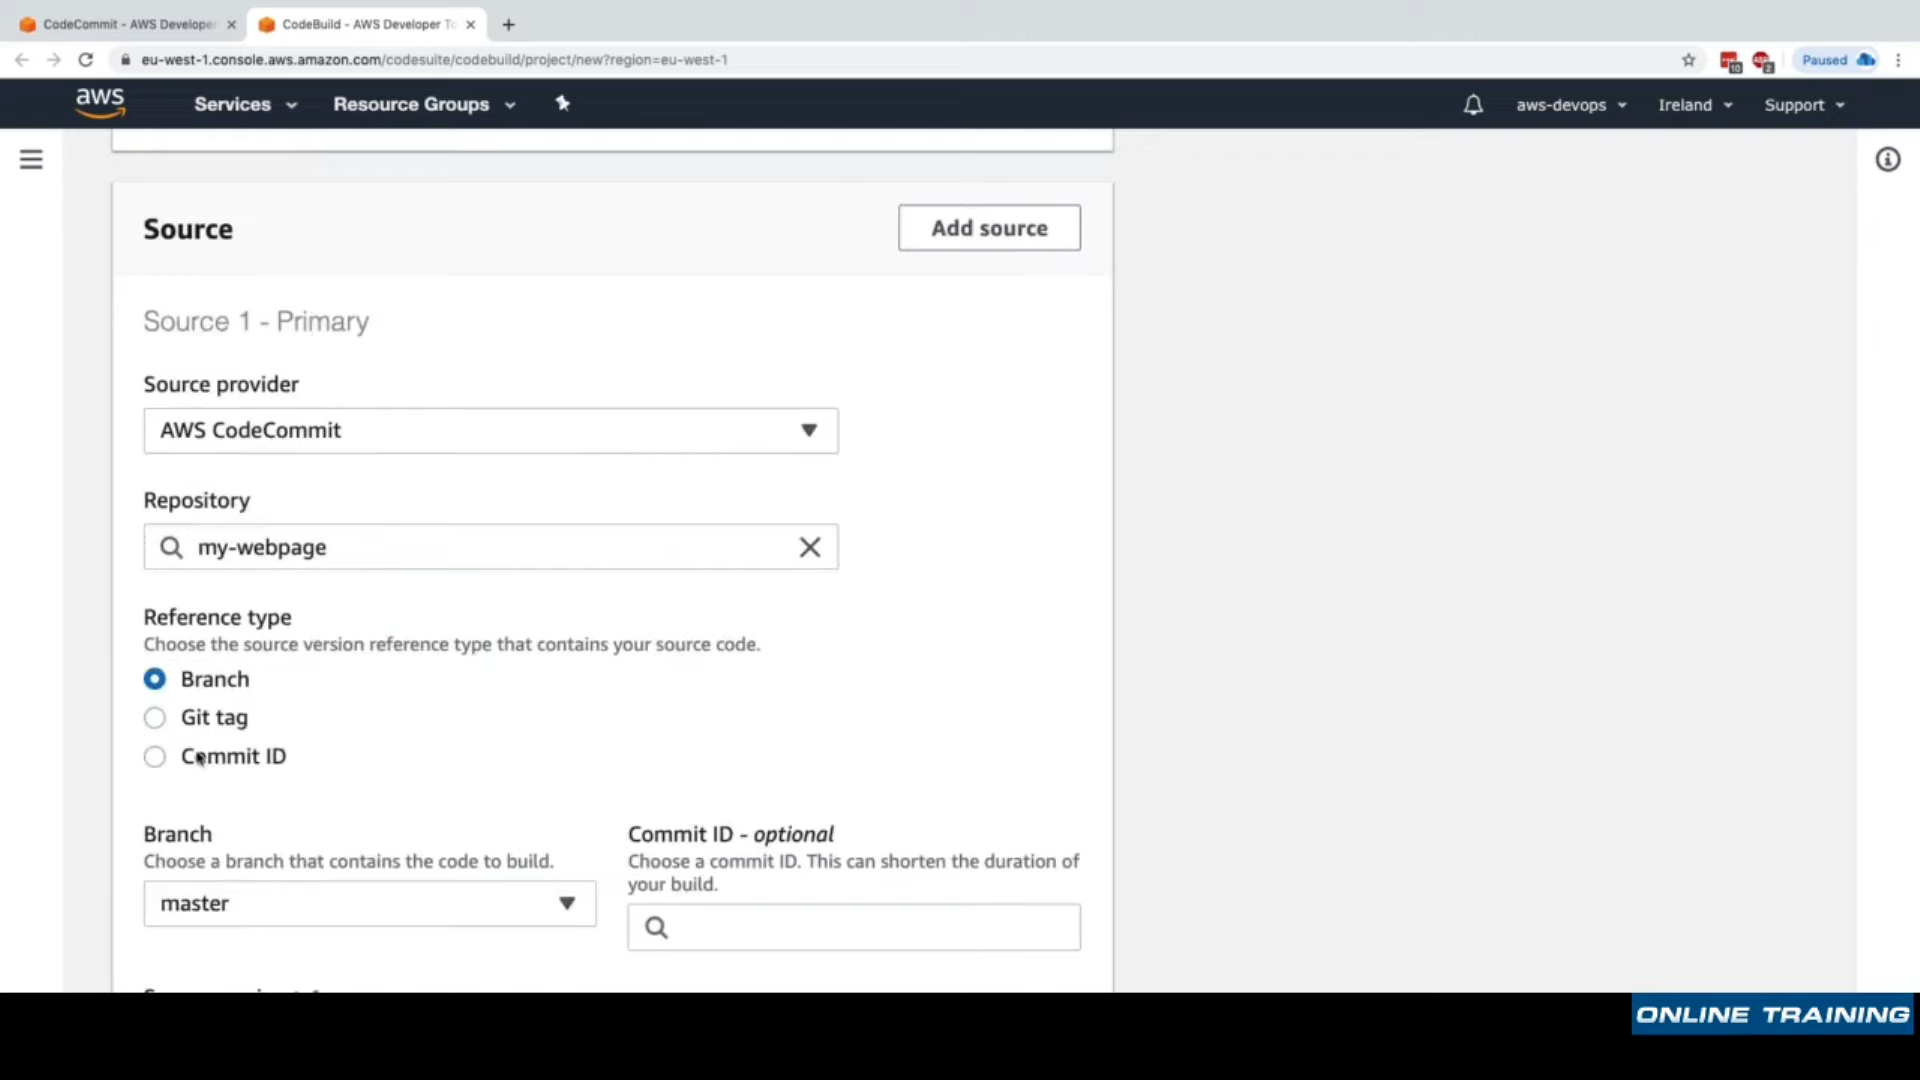 CodeCommit - AWS Develope
CodeBuild - AWS Developer To
eu-west-1.console.aws.amazon.com/codesuite/codebuild/project/new?region=eu-west-1
10
2
Paused
aws
Services
Resource Groups
aws-devops
Ireland
Support
Source
Add source
Source 1 - Primary
Source provider
AWS CodeCommit
Repository
my-webpage
Reference type
Choose the source version reference type that contains your source code.
Branch
Git tag
Commit ID
Branch
Choose a branch that contains the code to build.
master
Commit ID - optional
Choose a commit ID. This can shorten the duration of
your build.
ONLINE TRAINING